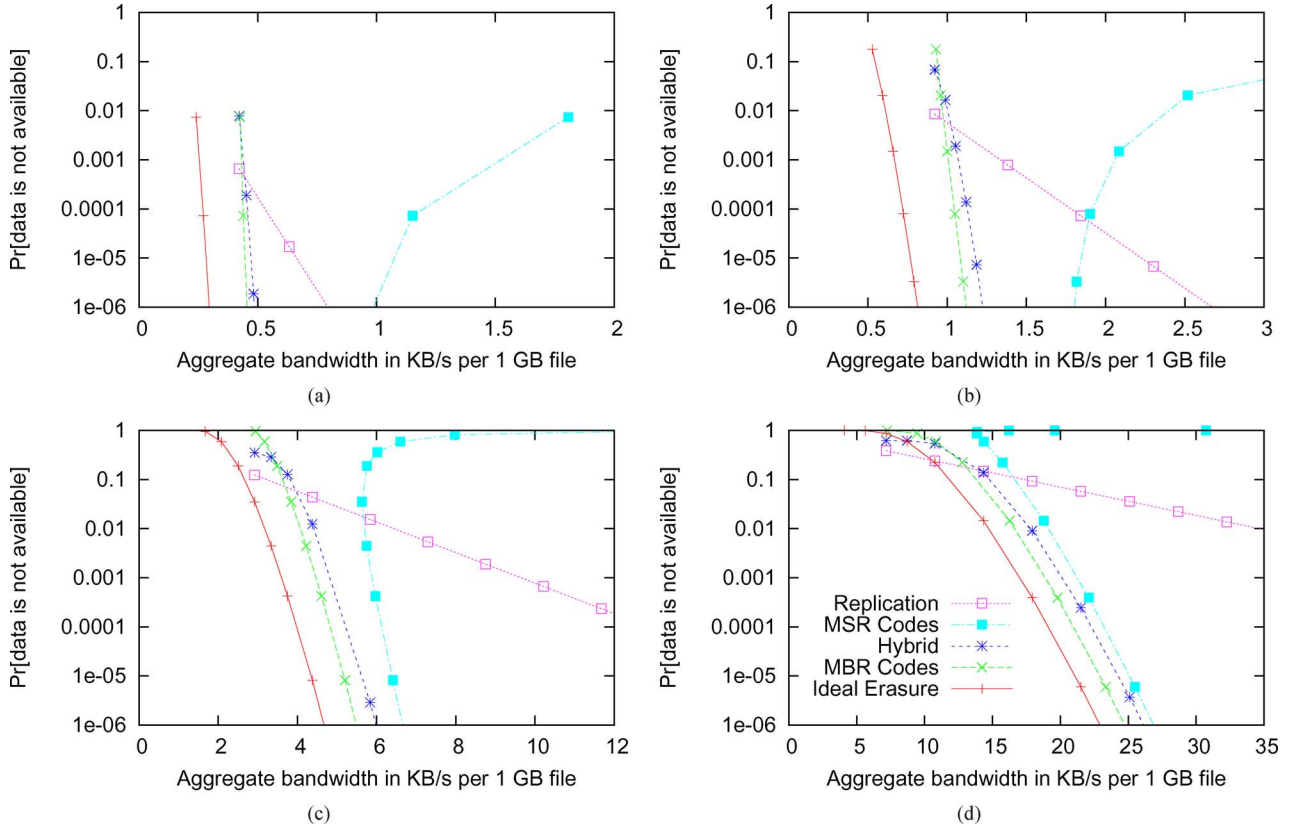 Pr[data is not available]
1
0.1
0.01
0.001
0.0001
1e-05
1e-06
0 0.5 1 1.5 2
Aggregate bandwidth in KB/s per 1 GB file
(a)
Pr[data is not available]
1
0.1
0.01
0.001
0.0001
1e-05
1e-06
0 0.5 1 1.5 2 2.5 3
Aggregate bandwidth in KB/s per 1 GB file
(b)
Pr[data is not available]
1
0.1
0.01
0.001
0.0001
1e-05
1e-06
0 2 4 6 8 10 12
Aggregate bandwidth in KB/s per 1 GB file
(c)
Pr[data is not available]
1
0.1
0.01
0.001
0.0001
1e-05
1e-06
Replication
MSR Codes
Hybrid
MBR Codes
Ideal Erasure
0 5 10 15 20 25 30 35
Aggregate bandwidth in KB/s per 1 GB file
(d)